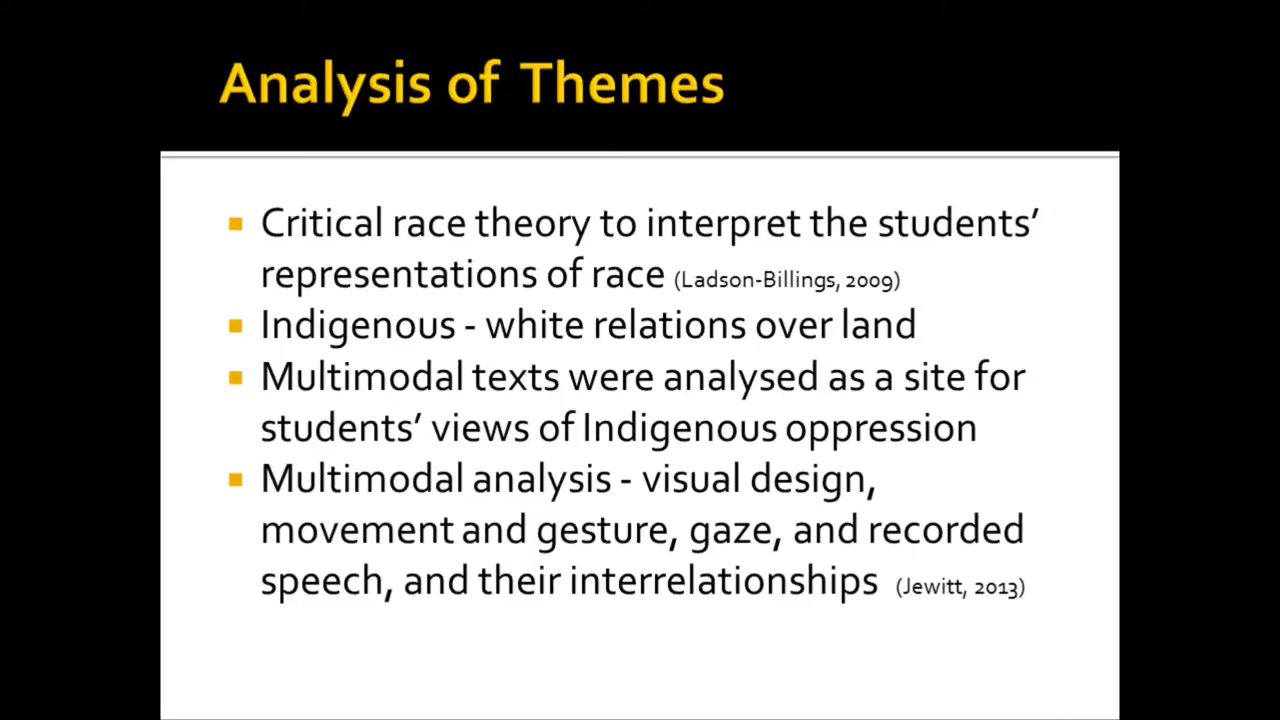 Analysis of Themes
Critical race theory to interpret the students’
representations of race (Ladson-Billings, 2009)
Indigenous - white relations over land
Multimodal texts were analysed as a site for
students’ views of Indigenous oppression
Multimodal analysis - visual design,
movement and gesture, gaze, and recorded
speech, and their interrelationships (Jewitt, 2013)